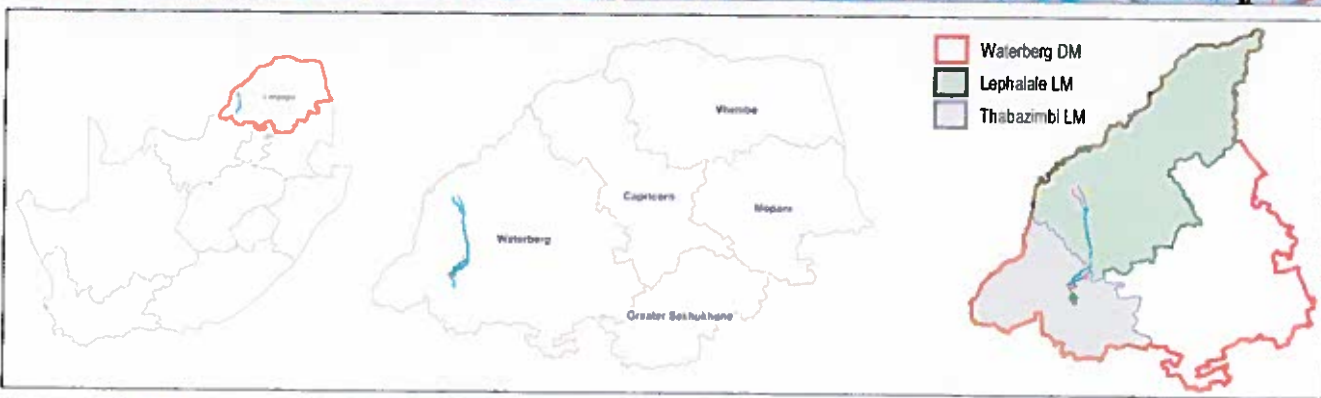 Limpopo
Vhembe
Capricorn
Mopani
Waterberg
Greater Sekhukhune
Waterberg DM
Lephalale LM
Thabazimbi LM